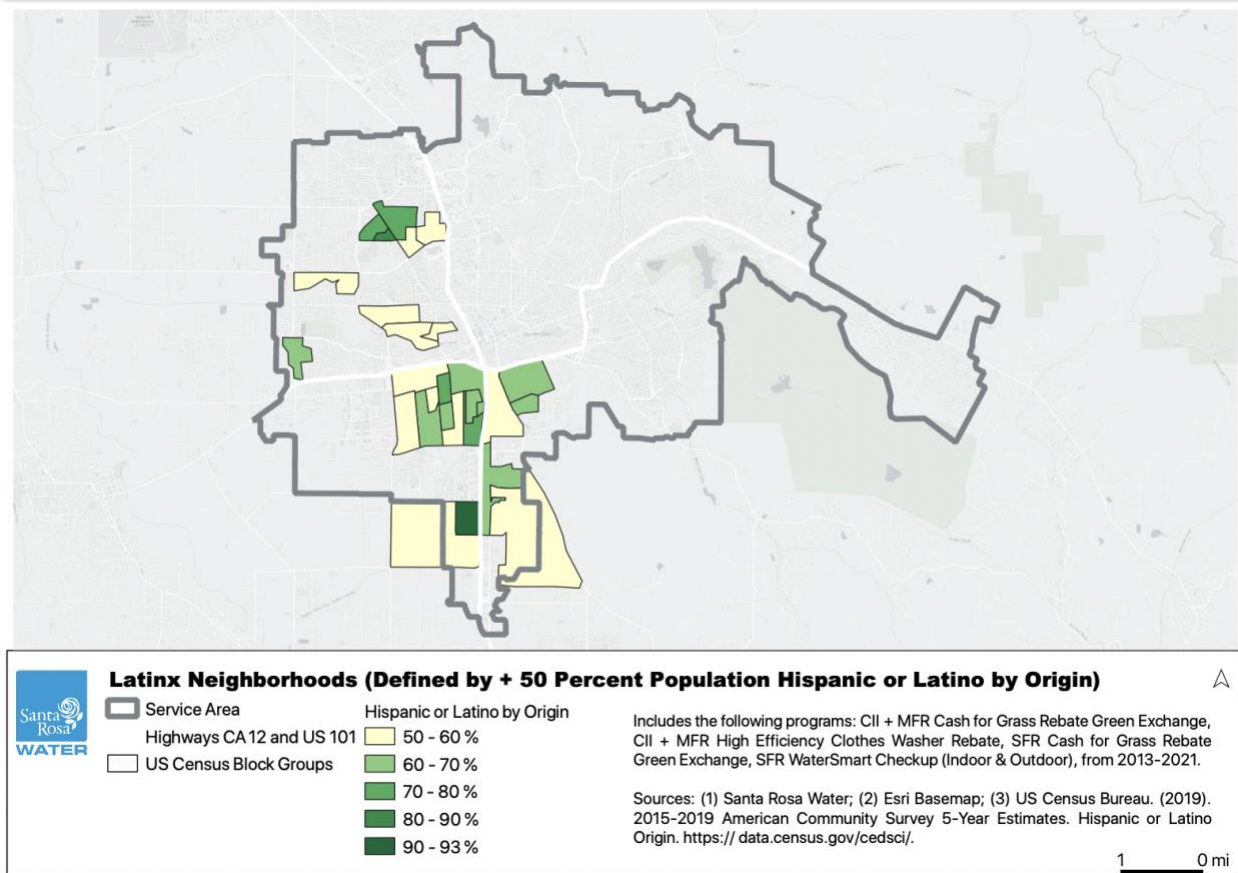 Latinx Neighborhoods (Defined by + 50 Percent Population Hispanic or Latino by Origin)
Santa
Rosa
WATER
Service Area
Highways CA 12 and US 101
US Census Block Groups
Hispanic or Latino by Origin
50 - 60 %
60 - 70 %
70 - 80 %
80 - 90 %
90 - 93 %
Includes the following programs: CII + MFR Cash for Grass Rebate Green Exchange,
CII + MFR High Efficiency Clothes Washer Rebate, SFR Cash for Grass Rebate
Green Exchange, SFR WaterSmart Checkup (Indoor & Outdoor), from 2013-2021.
Sources: (1) Santa Rosa Water; (2) Esri Basemap; (3) US Census Bureau. (2019).
2015-2019 American Community Survey 5-Year Estimates. Hispanic or Latino
Origin. https:// data.census.gov/cedsci/.
1 0 mi